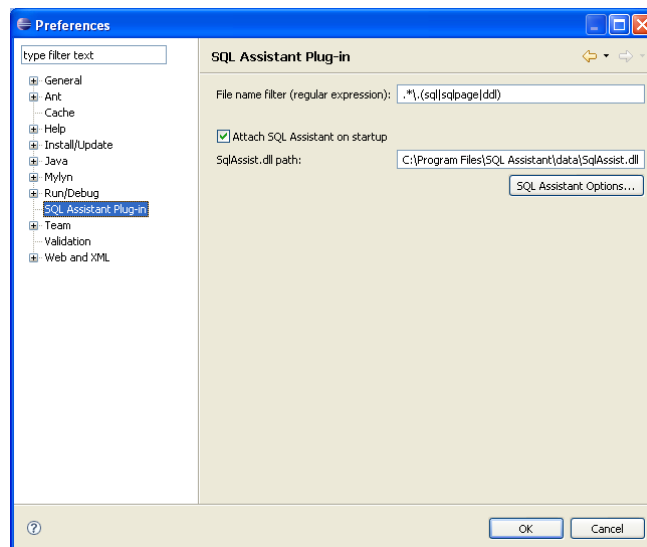 Preferences
type filter text
General
Ant
Cache
Help
Install/Update
Java
Mylyn
Run/Debug
SQL Assistant Plug-in
Team
Validation
Web and XML
SQL Assistant Plug-in
File name filter (regular expression): .*\.(sql|sqlpage|ddl)
Attach SQL Assistant on startup
SqlAssist.dll path: C:\Program Files\SQL Assistant\data\SqlAssist.dll
SQL Assistant Options...
OK Cancel